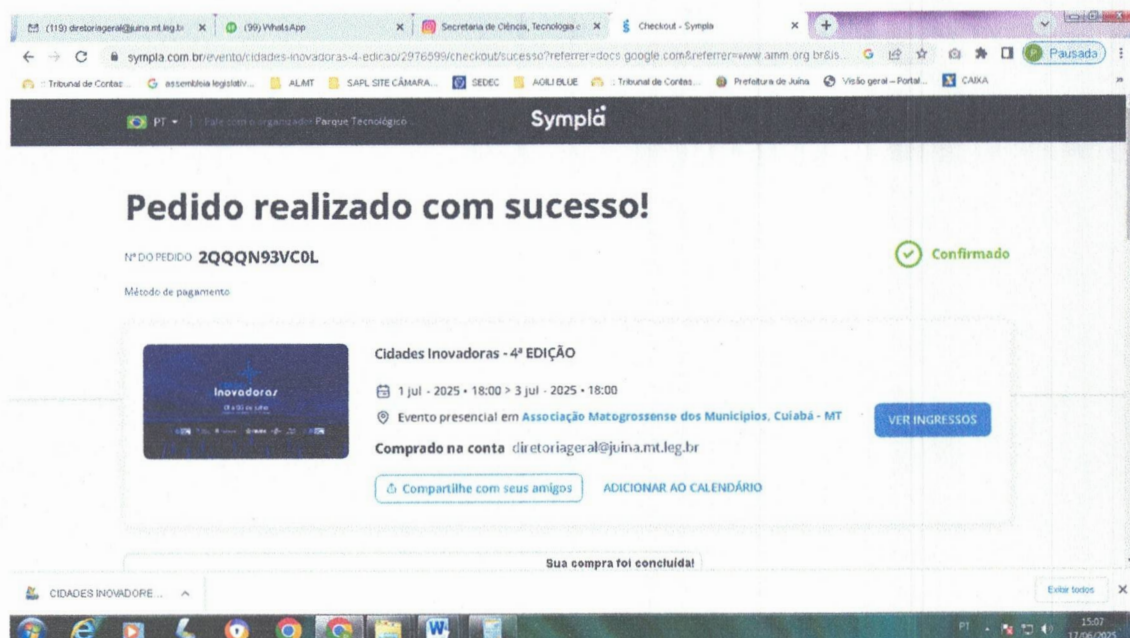 (119) diretoriageral@juina.mt.leg.b
(99) WhatsApp
Secretaria de Ciência, Tecnologia e
Checkout - Sympla
sympla.com.br/evento/cidades-inovadoras-4-edicao/2976599/checkout/sucesso?referrer=docs.google.com&referrer=www.amm.org.br&is...
Pausada
:: Tribunal de Contas...
assembleia legislativ...
ALMT
SAPL SITE CÂMARA...
SEDEC
AGILI BLUE
:: Tribunal de Contas...
Prefeitura de Juína
Visão geral – Portal...
CAIXA
PT
Fale com o organizador Parque Tecnológico
Sympla
Pedido realizado com sucesso!
Nº DO PEDIDO 2QQQN93VC0L
Confirmado
Método de pagamento
Cidades Inovadoras - 4ª EDIÇÃO
Inovadoras
1 jul - 2025 • 18:00 > 3 jul - 2025 • 18:00
Evento presencial em Associação Matogrossense dos Municípios, Cuiabá - MT
VER INGRESSOS
Comprado na conta diretoriageral@juina.mt.leg.br
Compartilhe com seus amigos
ADICIONAR AO CALENDÁRIO
Sua compra foi concluída!
CIDADES INOVADORE...
Exibir todos
PT
15:07
17/06/2025